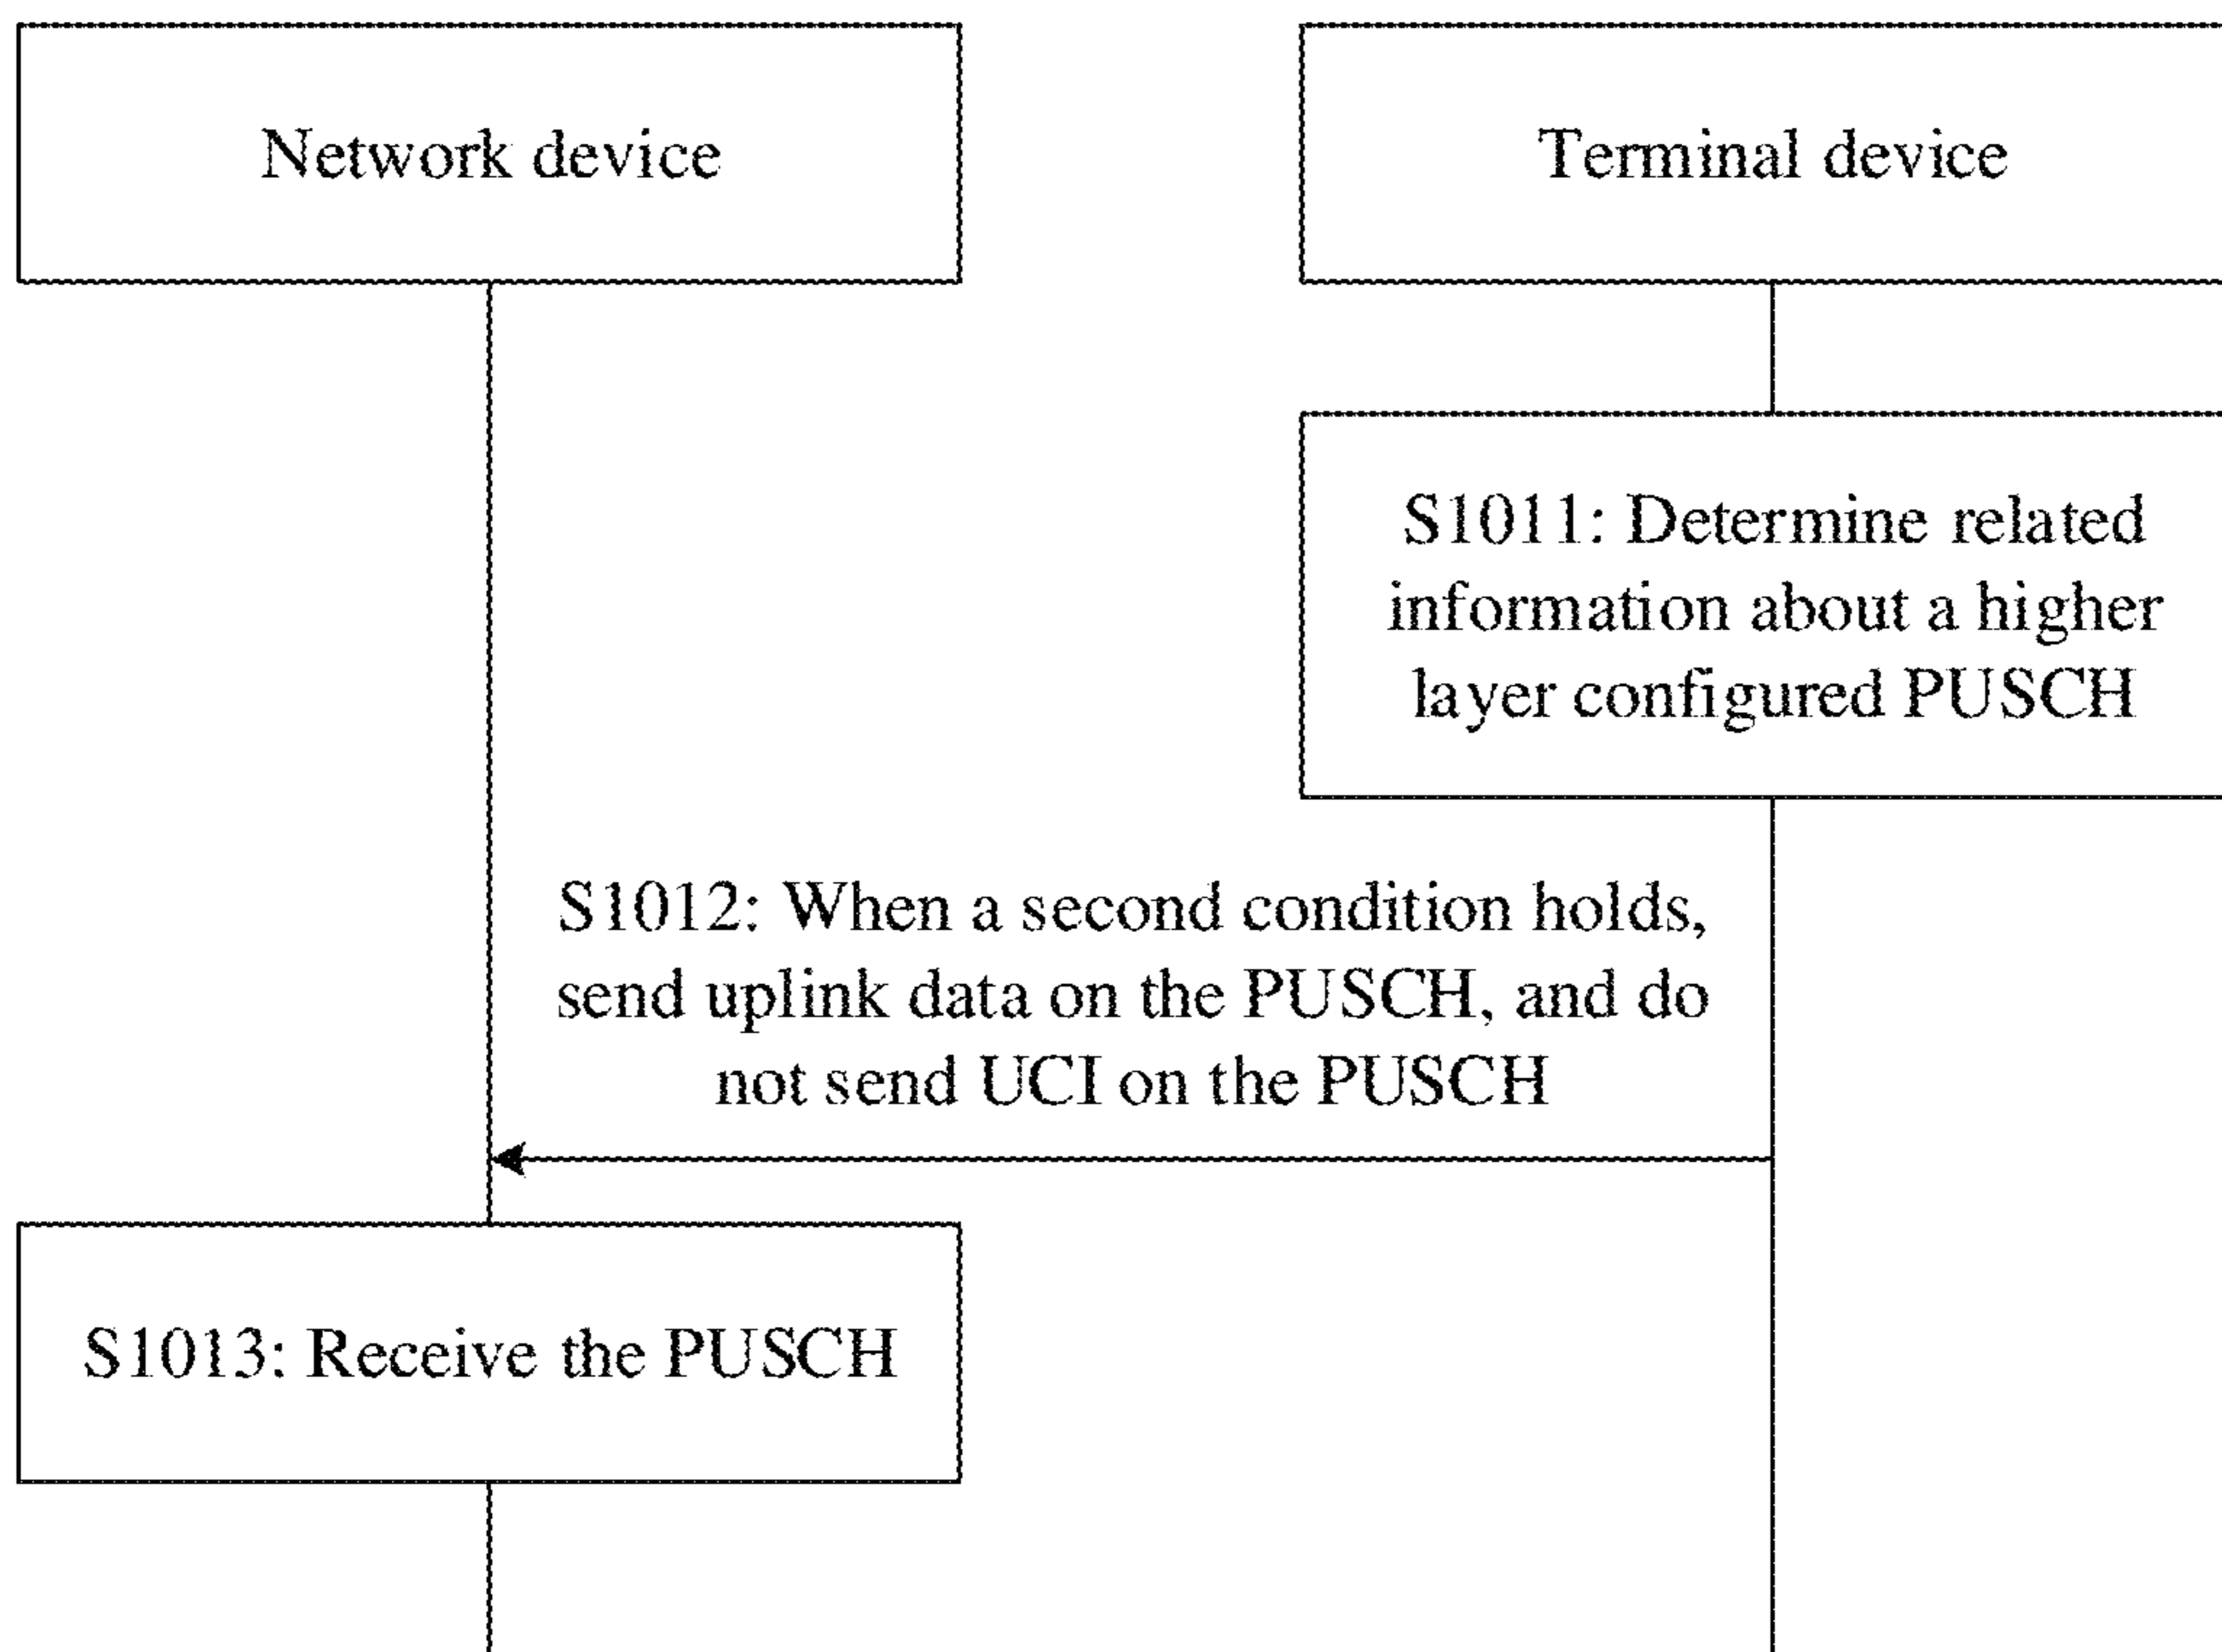 Network device
Terminal device
S1011: Determine related
information about a higher
layer configured PUSCH
S1012: When a second condition holds,
send uplink data on the PUSCH, and do
not send UCI on the PUSCH
S1013: Receive the PUSCH